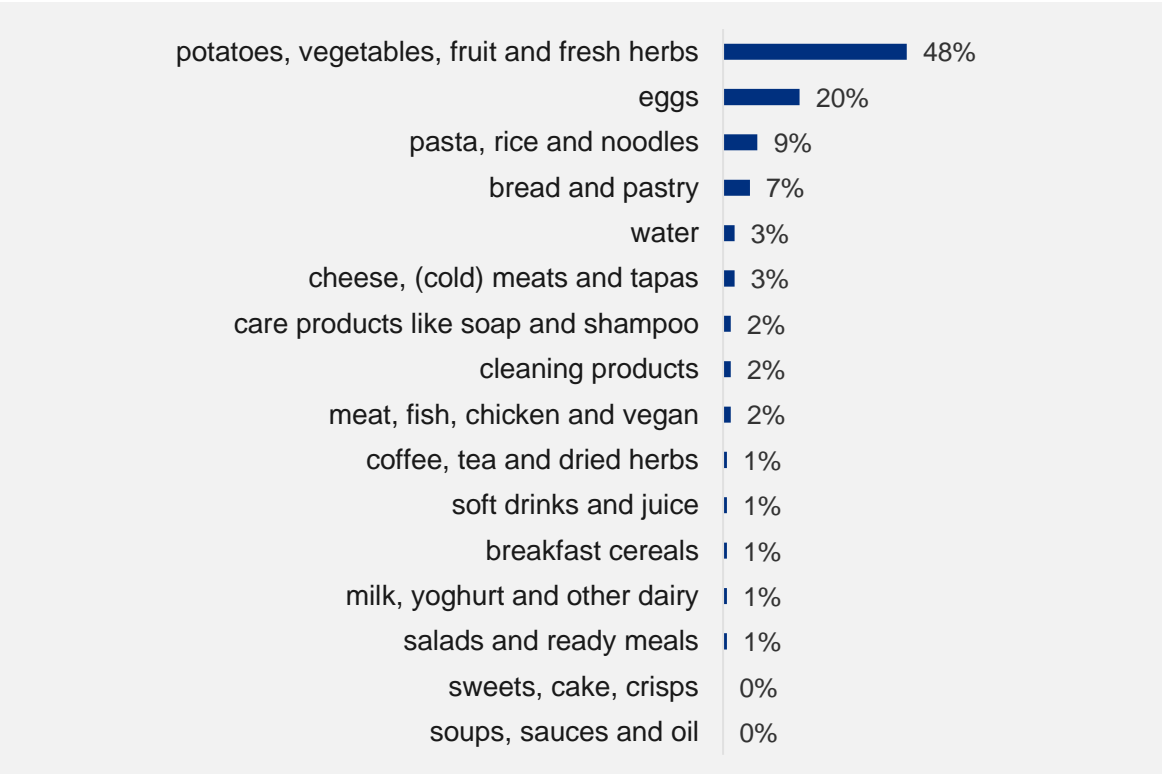 potatoes, vegetables, fruit and fresh herbs 48%
eggs 20%
pasta, rice and noodles 9%
bread and pastry 7%
water 3%
cheese, (cold) meats and tapas 3%
care products like soap and shampoo 2%
cleaning products 2%
meat, fish, chicken and vegan 2%
coffee, tea and dried herbs 1%
soft drinks and juice 1%
breakfast cereals 1%
milk, yoghurt and other dairy 1%
salads and ready meals 1%
sweets, cake, crisps 0%
soups, sauces and oil 0%